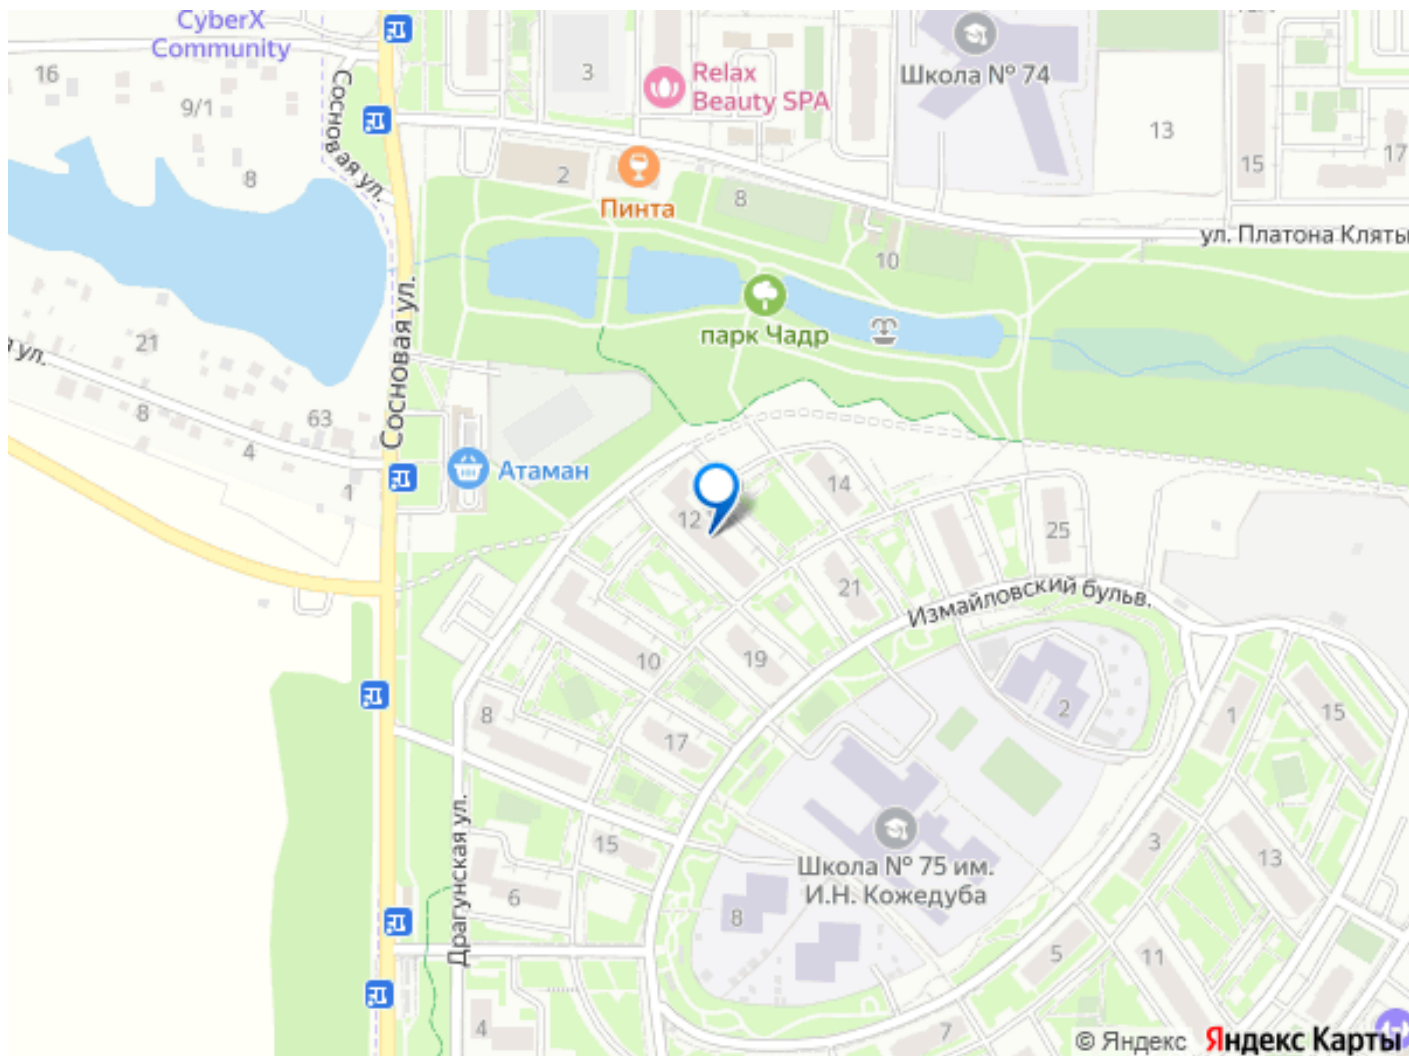 CyberX
Community
16
9/1
8
Сосновая ул.
3
Relax
Beauty SPA
Школа № 74
13
15
17
2
Пинта
8
10
ул. Платона Кляты
парк Чадр
Сосновая ул.
21
я ул.
8
63
4
1
Атаман
12
14
25
21
Измайловский бульв.
10
19
2
1
15
8
17
Драгунская ул.
15
6
Школа № 75 им.
И.Н. Кожедуба
8
3
13
5
11
4
7
© Яндекс Яндекс Карты